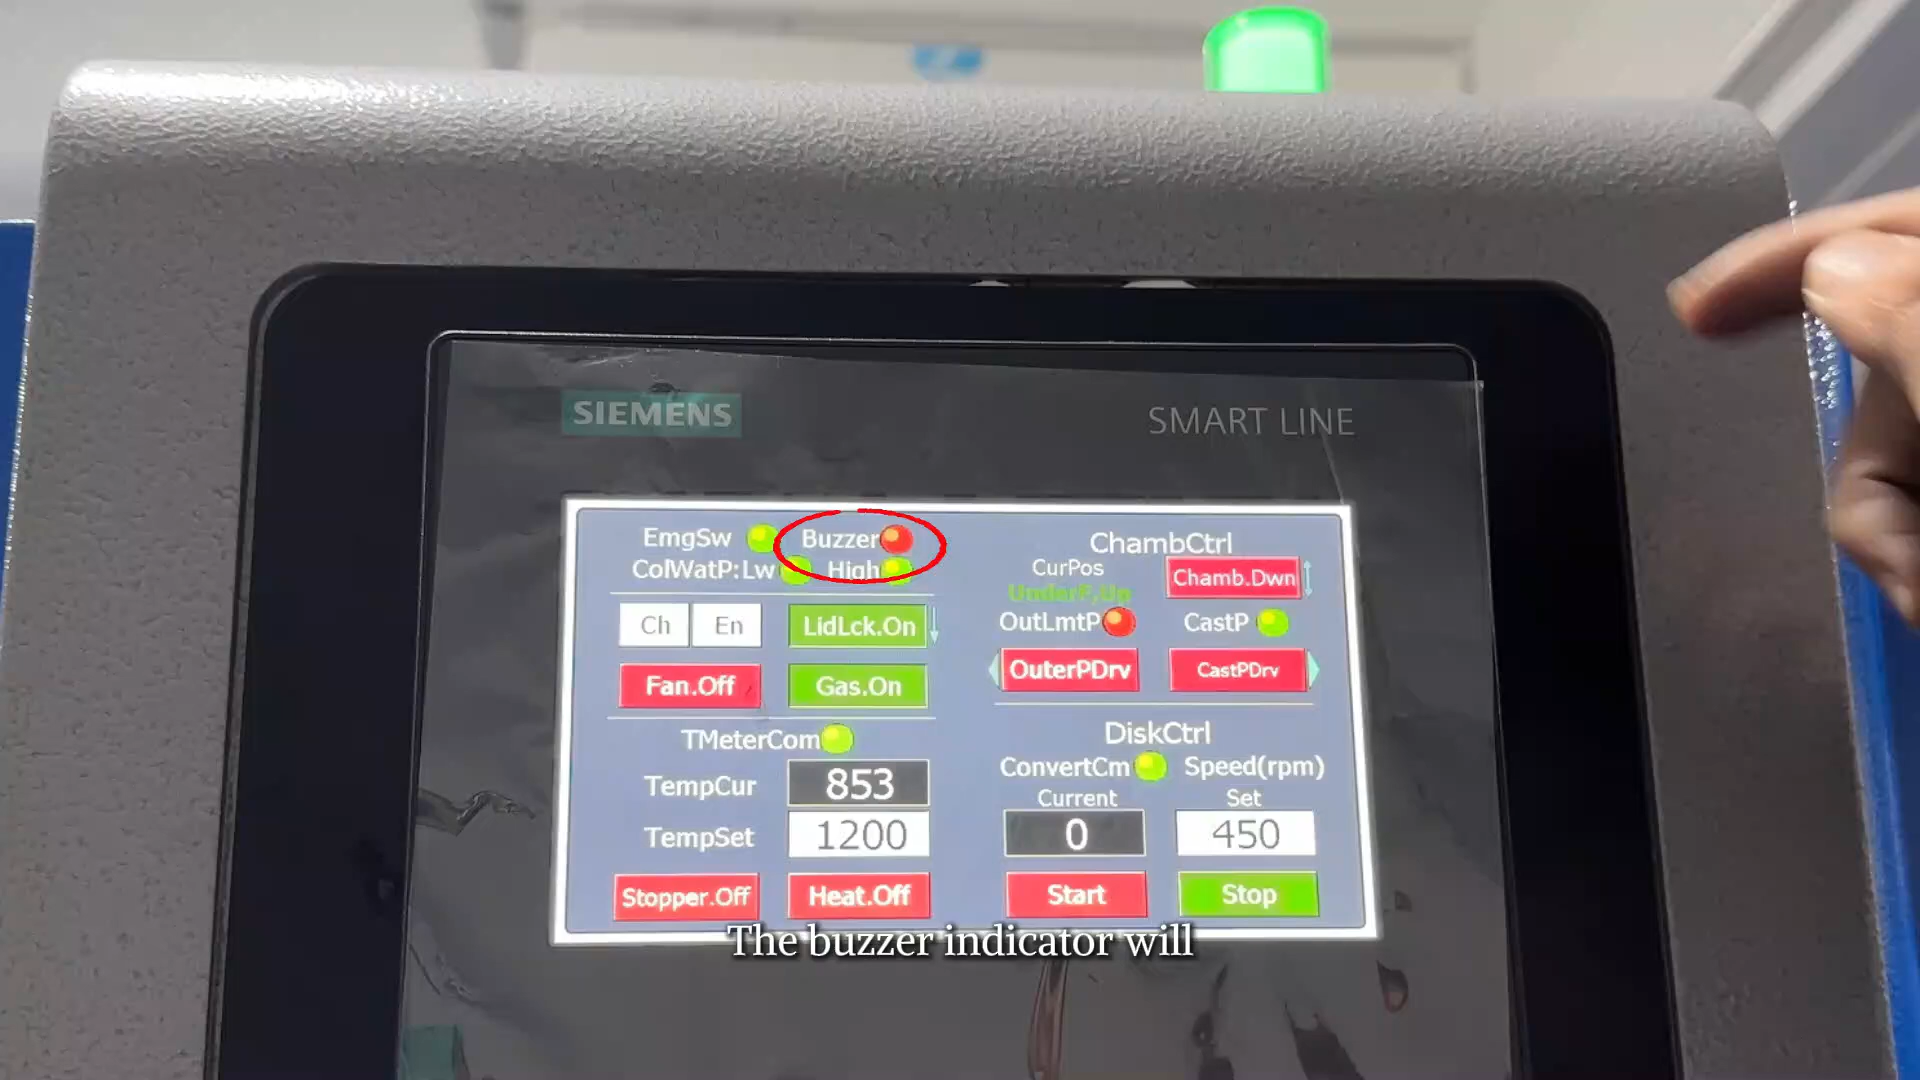 SIEMENS
SMART LINE
EmgSw
Buzzer
ColWatP:Lw
High
Ch
En
LidLck.On
Fan.Off
Gas.On
TMeterCom
TempCur
853
TempSet
1200
Stopper.Off
Heat.Off
ChambCtrl
CurPos
UnderP,Up
Chamb.Dwn
OutLmtP
CastP
OuterPDrv
CastPDrv
DiskCtrl
ConvertCm
Speed(rpm)
Current
Set
0
450
Start
Stop
The buzzer indicator will